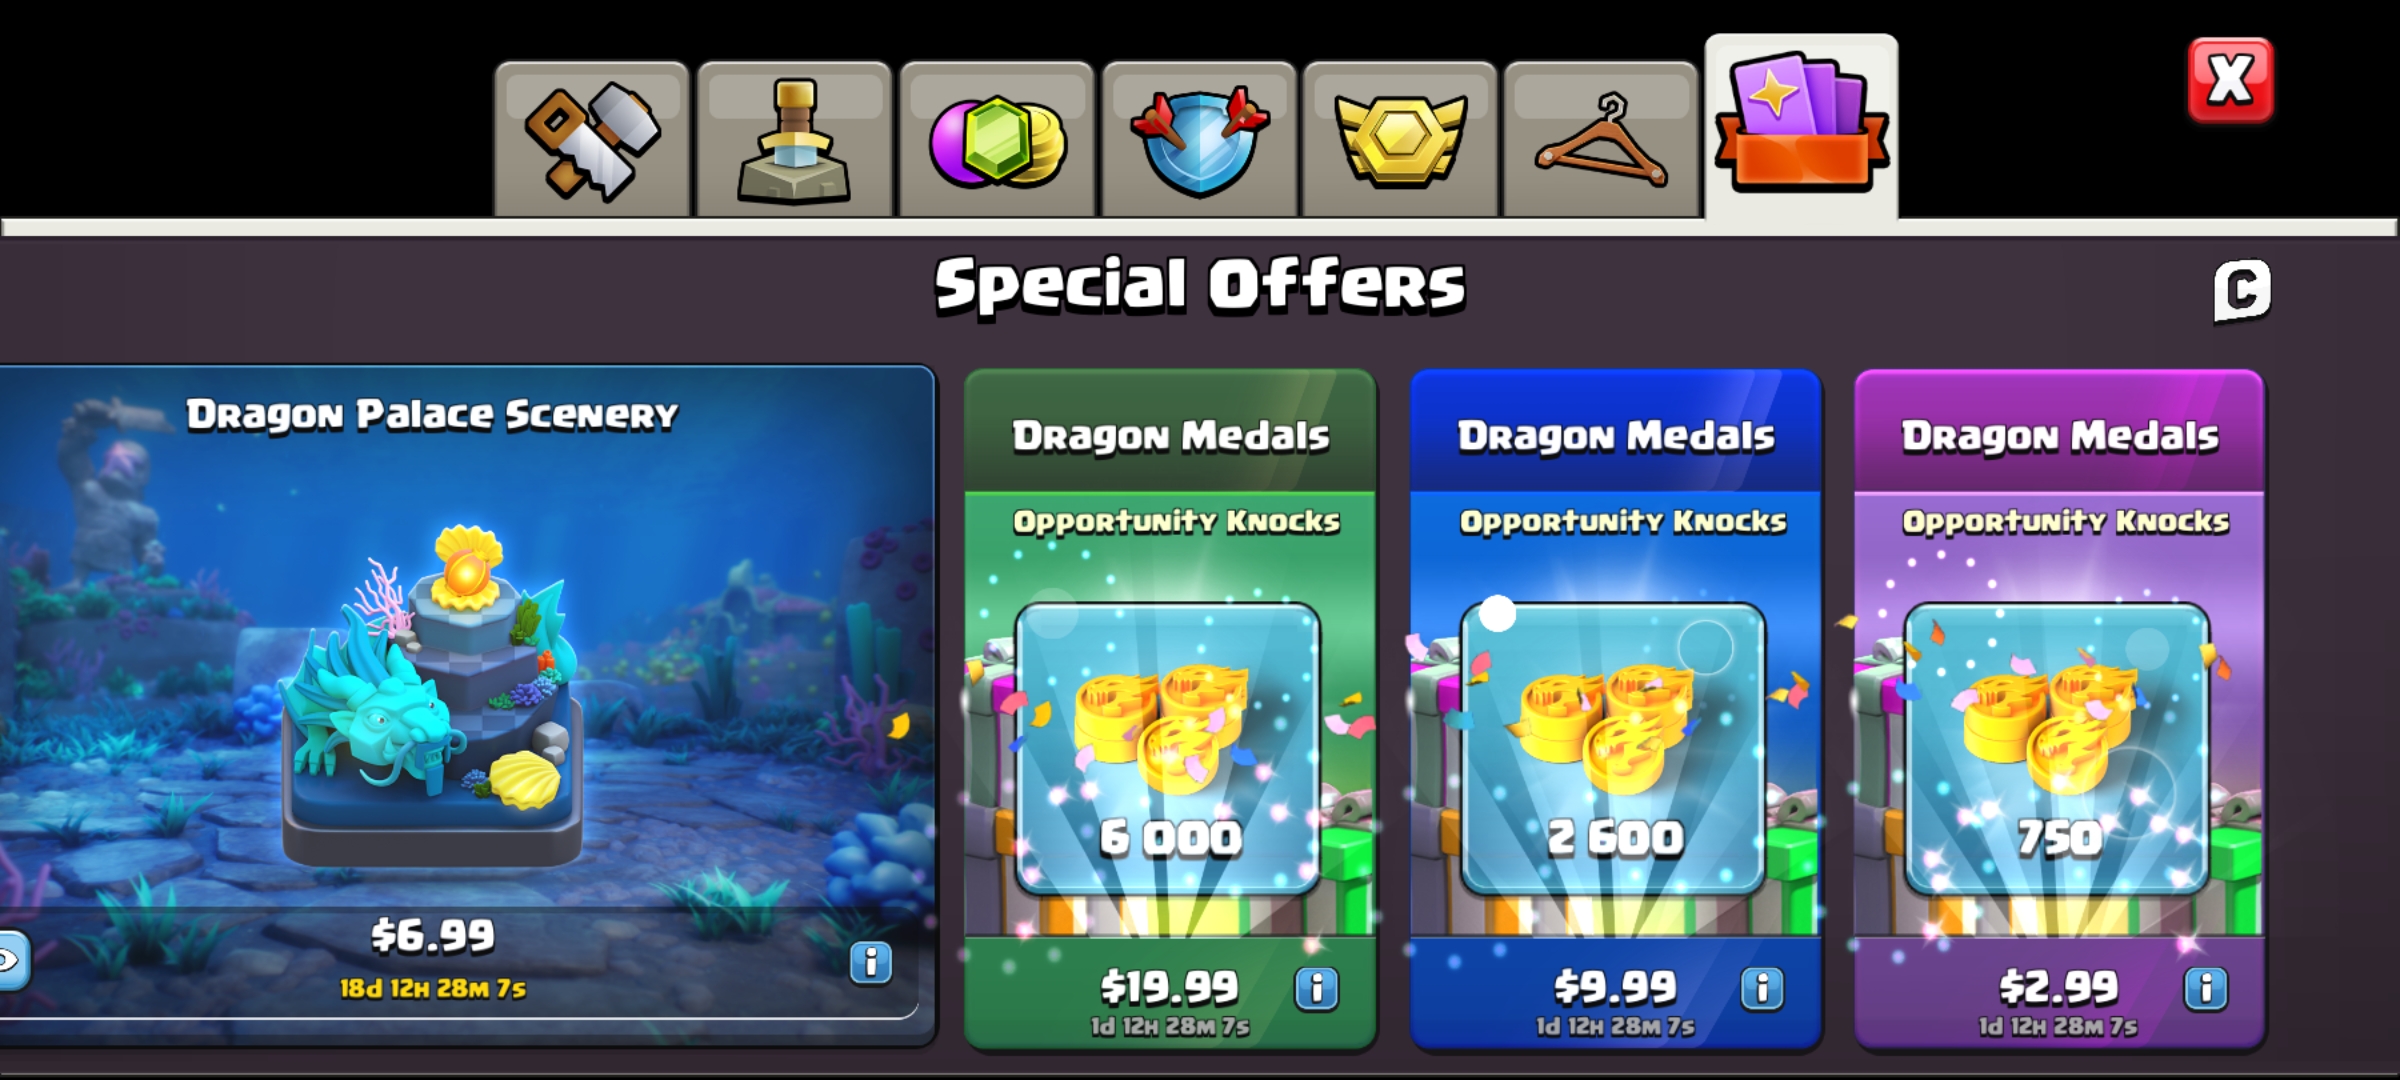 X
Special Offers
C
Dragon Palace Scenery
$6.99
18d 12H 28M 7s
i
Dragon Medals
Opportunity Knocks
6 000
$19.99
i
1d 12H 28M 7s
Dragon Medals
Opportunity Knocks
2 600
$9.99
i
1d 12H 28M 7s
Dragon Medals
Opportunity Knocks
750
$2.99
i
1d 12H 28M 7s